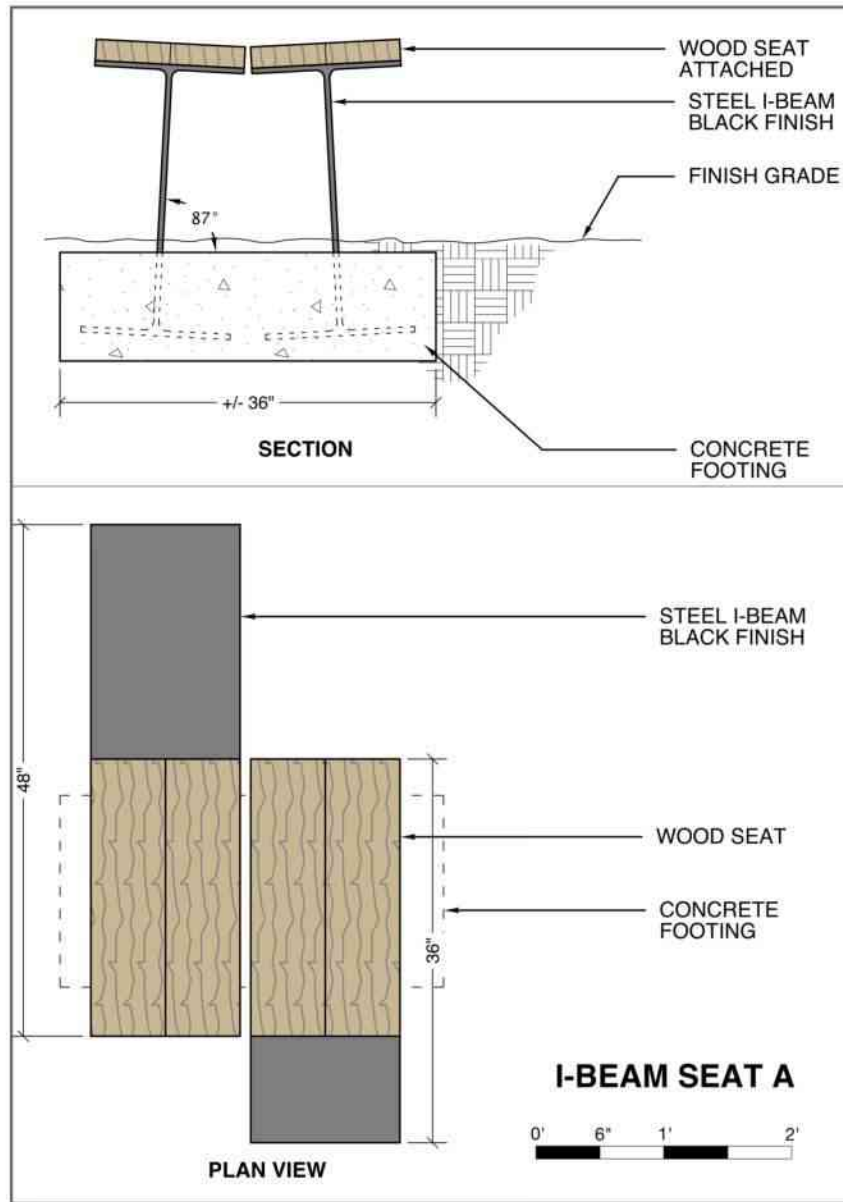 WOOD SEAT
ATTACHED
STEEL I-BEAM
BLACK FINISH
FINISH GRADE
87°
+/- 36"
SECTION
CONCRETE
FOOTING
STEEL I-BEAM
BLACK FINISH
48"
WOOD SEAT
CONCRETE
FOOTING
36"
I-BEAM SEAT A
0' 6" 1' 2'
PLAN VIEW